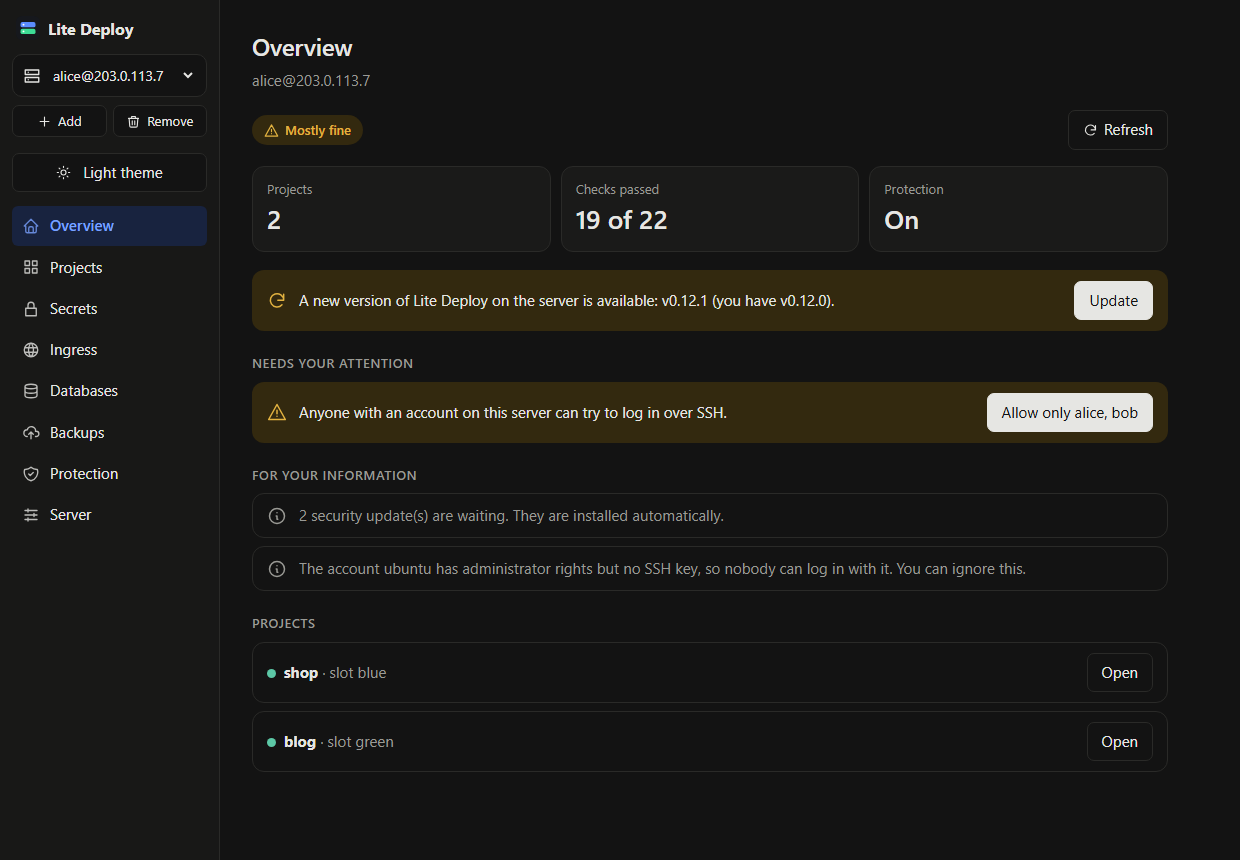 Lite Deploy
alice@203.0.113.7
Add
Remove
Light theme
Overview
Projects
Secrets
Ingress
Databases
Backups
Protection
Server
Overview
alice@203.0.113.7
Mostly fine
Refresh
Projects
2
Checks passed
19 of 22
Protection
On
A new version of Lite Deploy on the server is available: v0.12.1 (you have v0.12.0).
Update
NEEDS YOUR ATTENTION
Anyone with an account on this server can try to log in over SSH.
Allow only alice, bob
FOR YOUR INFORMATION
2 security update(s) are waiting. They are installed automatically.
The account ubuntu has administrator rights but no SSH key, so nobody can log in with it. You can ignore this.
PROJECTS
shop · slot blue
Open
blog · slot green
Open